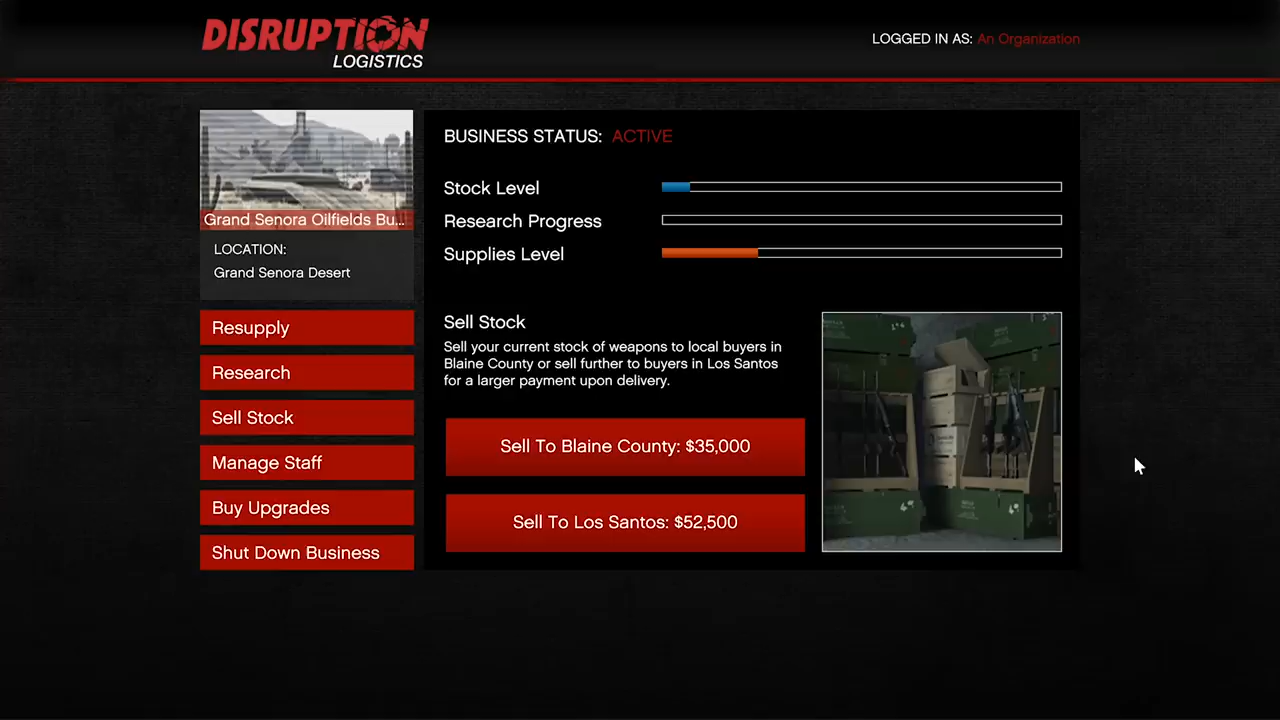 DISRUPTION
LOGISTICS
LOGGED IN AS: An Organization
Grand Senora Oilfields Bu...
LOCATION:
Grand Senora Desert
Resupply
Research
Sell Stock
Manage Staff
Buy Upgrades
Shut Down Business
BUSINESS STATUS: ACTIVE
Stock Level
Research Progress
Supplies Level
Sell Stock
Sell your current stock of weapons to local buyers in
Blaine County or sell further to buyers in Los Santos
for a larger payment upon delivery.
Sell To Blaine County: $35,000
Sell To Los Santos: $52,500